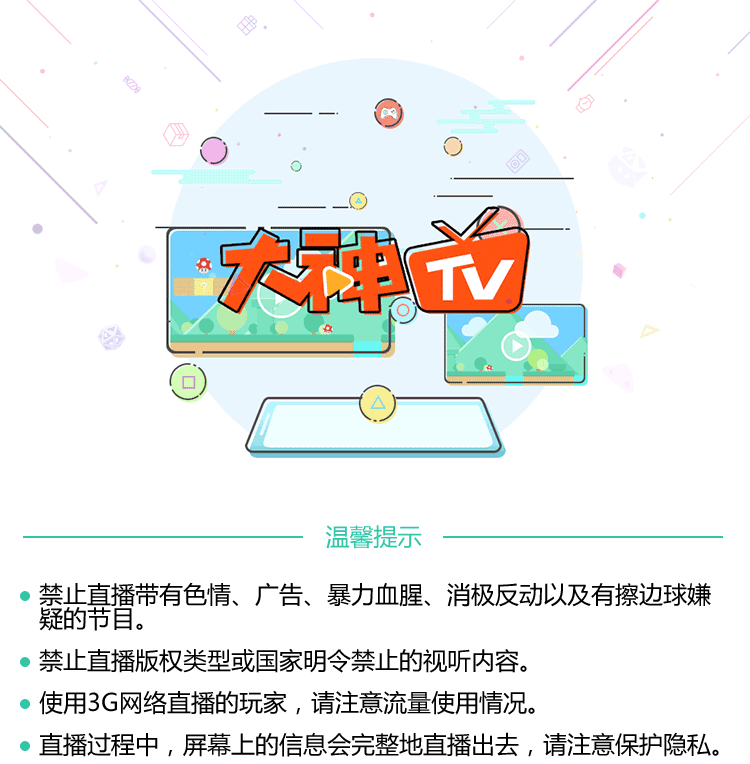 大神TV
温馨提示
禁止直播带有色情、广告、暴力血腥、消极反动以及有擦边球嫌
疑的节目。
禁止直播版权类型或国家明令禁止的视听内容。
使用3G网络直播的玩家，请注意流量使用情况。
直播过程中，屏幕上的信息会完整地直播出去，请注意保护隐私。